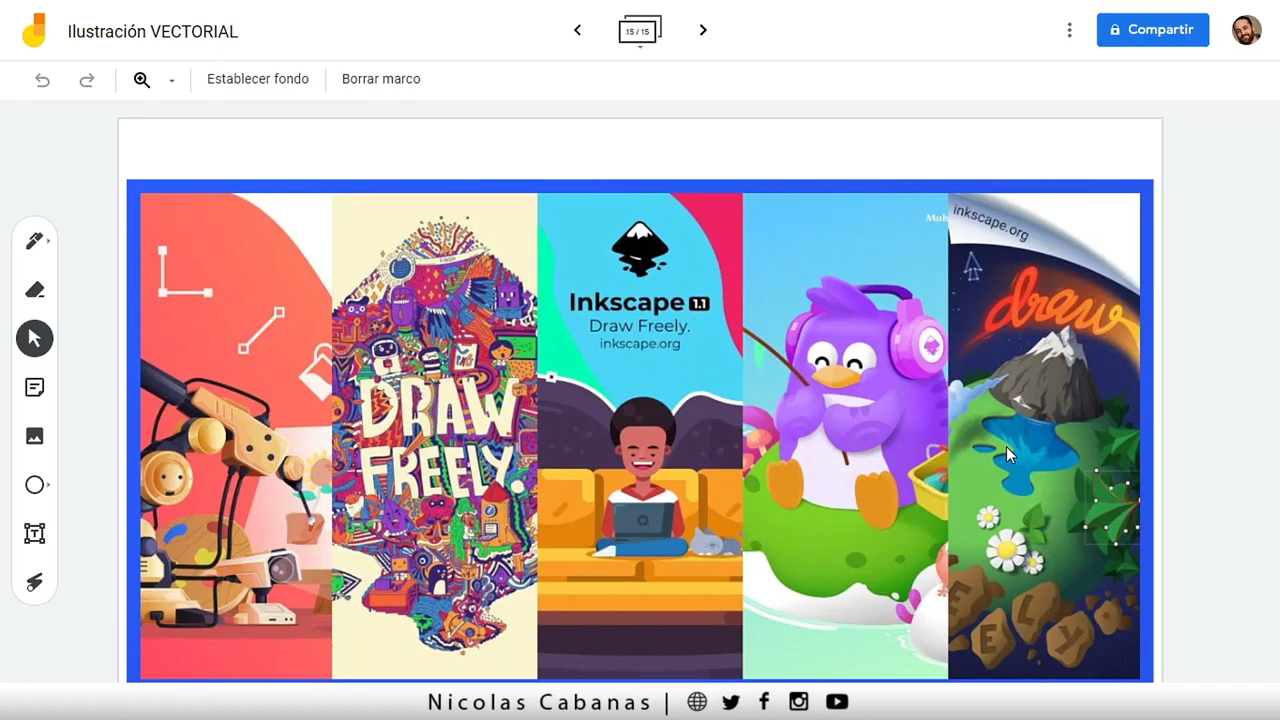 Ilustración VECTORIAL
15 / 15
Compartir
Establecer fondo
Borrar marco
DRAW
FREELY.
Inkscape 1.1
Draw Freely.
inkscape.org
inkscape.org
draw
ELY
Nicolas Cabanas |